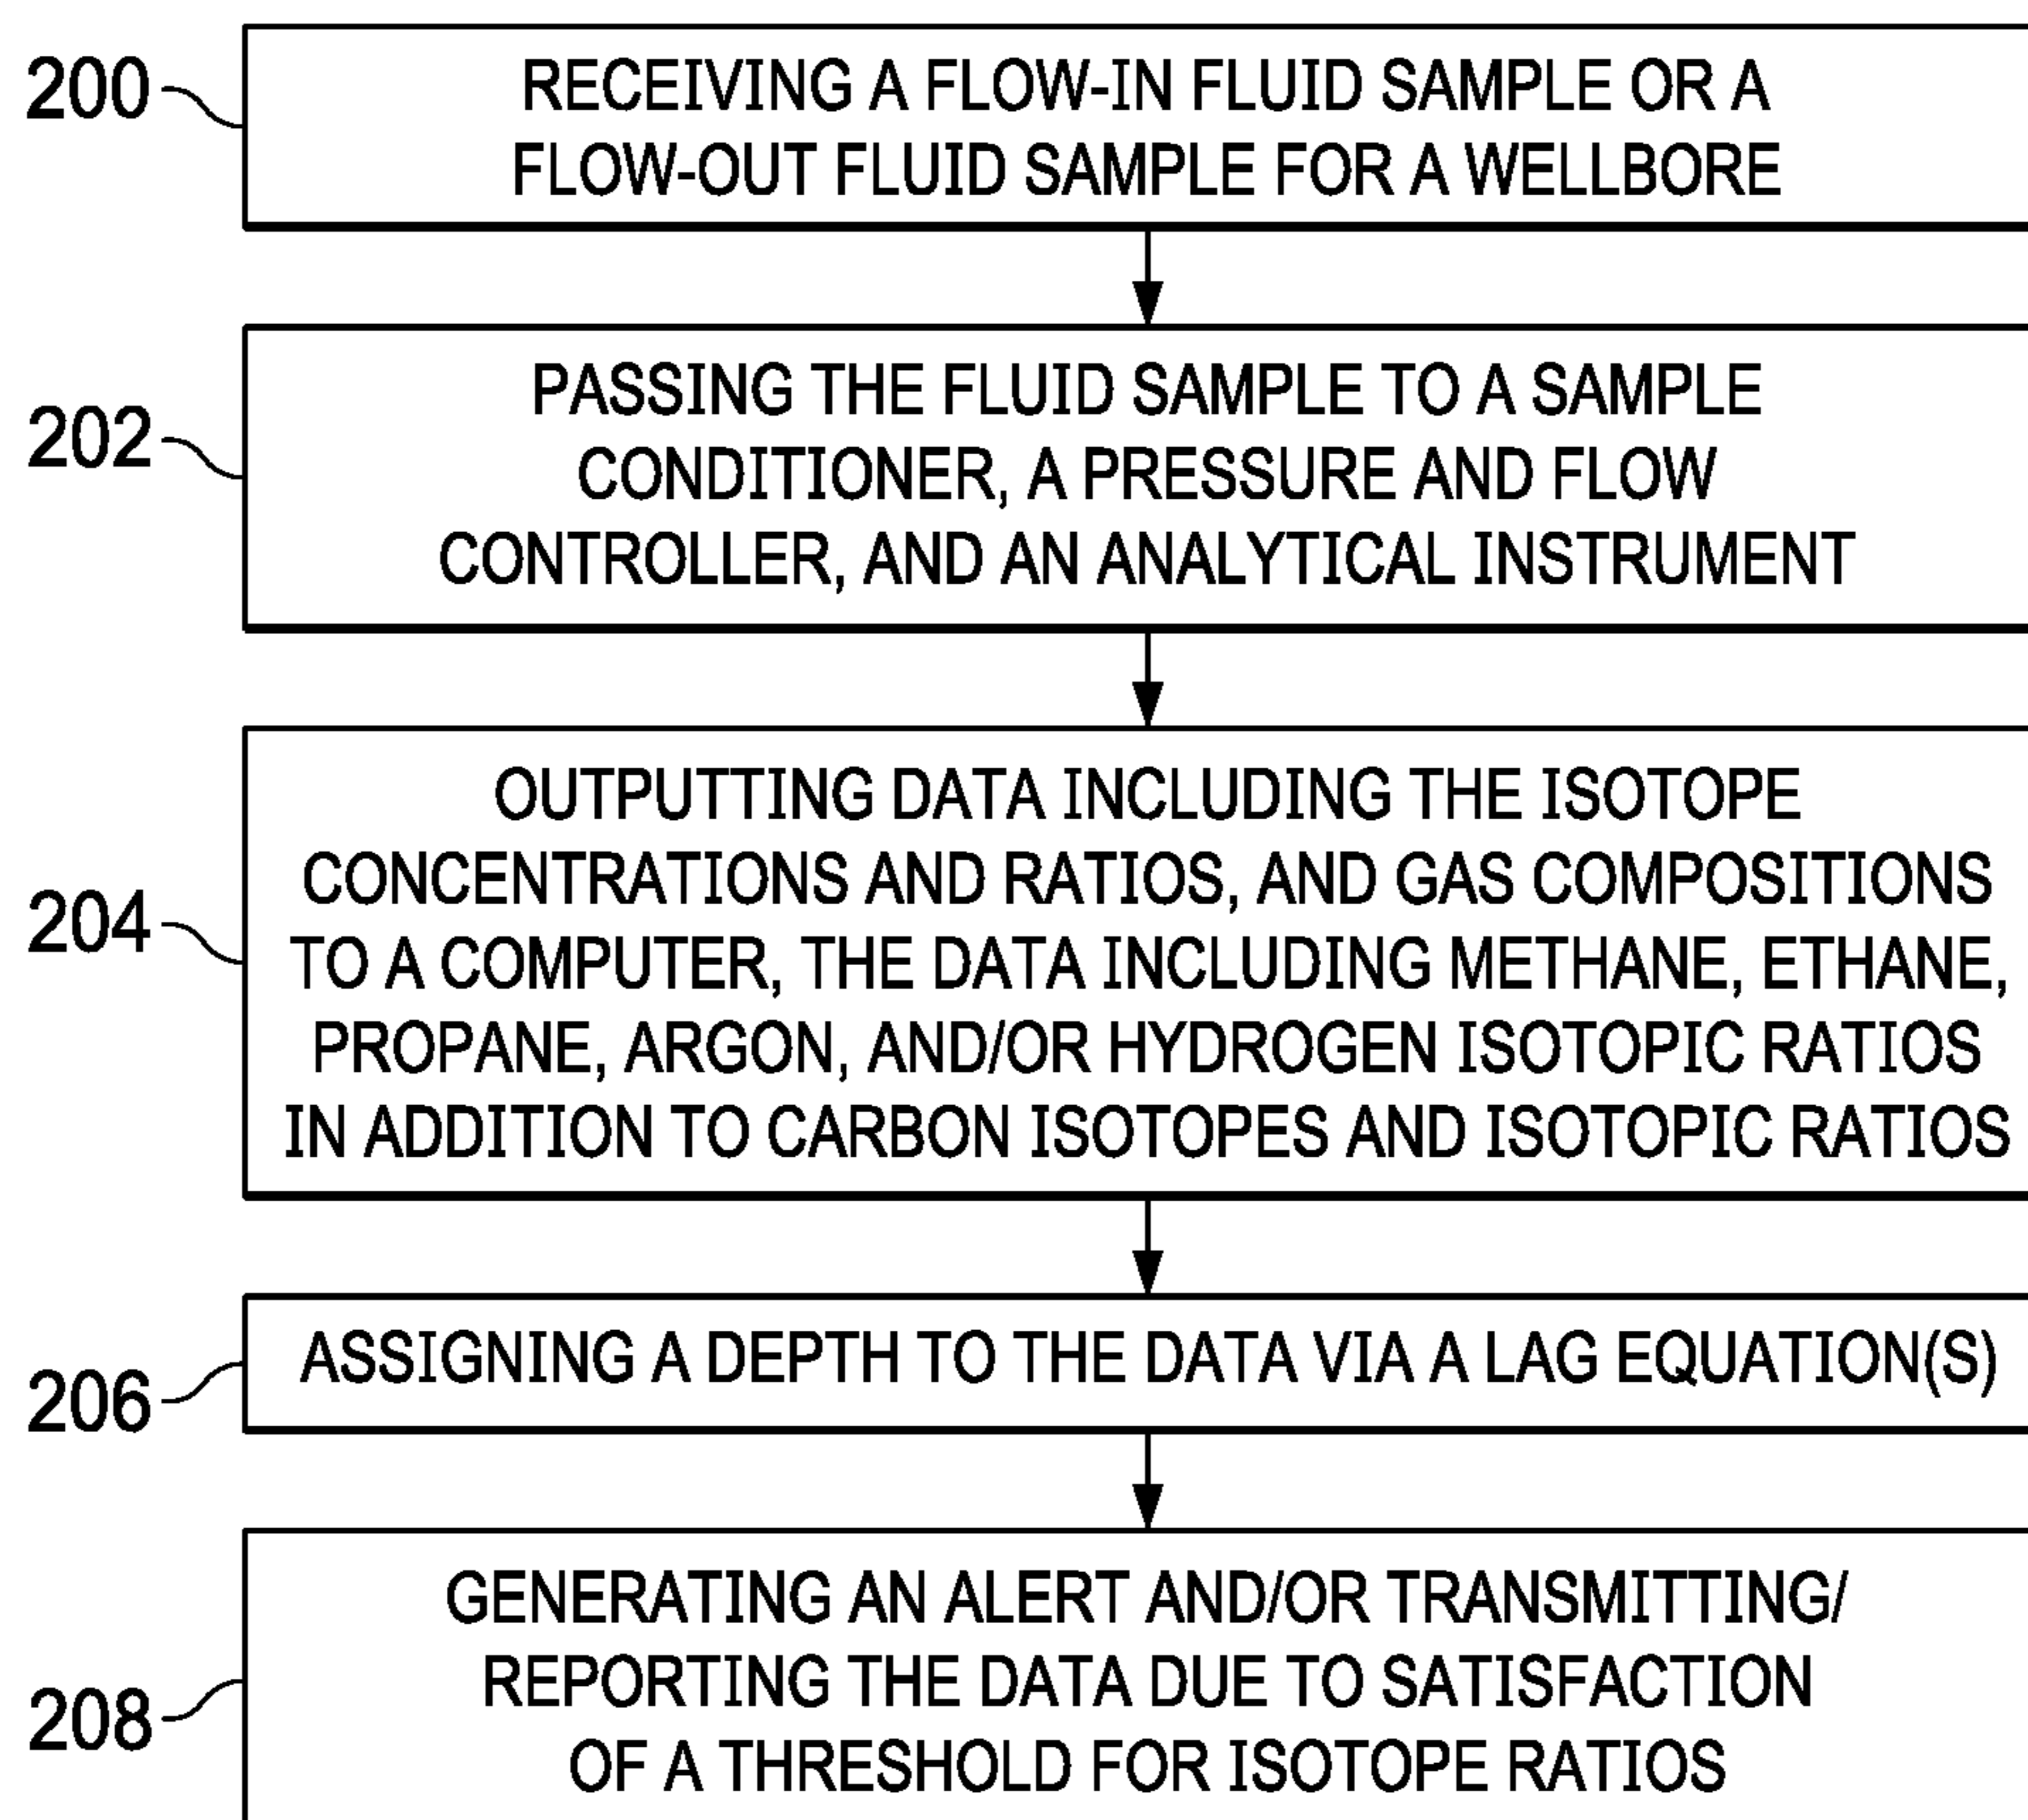 200
RECEIVING A FLOW-IN FLUID SAMPLE OR A
FLOW-OUT FLUID SAMPLE FOR A WELLBORE
202
PASSING THE FLUID SAMPLE TO A SAMPLE
CONDITIONER, A PRESSURE AND FLOW
CONTROLLER, AND AN ANALYTICAL INSTRUMENT
204
OUTPUTTING DATA INCLUDING THE ISOTOPE
CONCENTRATIONS AND RATIOS, AND GAS COMPOSITIONS
TO A COMPUTER, THE DATA INCLUDING METHANE, ETHANE,
PROPANE, ARGON, AND/OR HYDROGEN ISOTOPIC RATIOS
IN ADDITION TO CARBON ISOTOPES AND ISOTOPIC RATIOS
206
ASSIGNING A DEPTH TO THE DATA VIA A LAG EQUATION(S)
208
GENERATING AN ALERT AND/OR TRANSMITTING/
REPORTING THE DATA DUE TO SATISFACTION
OF A THRESHOLD FOR ISOTOPE RATIOS